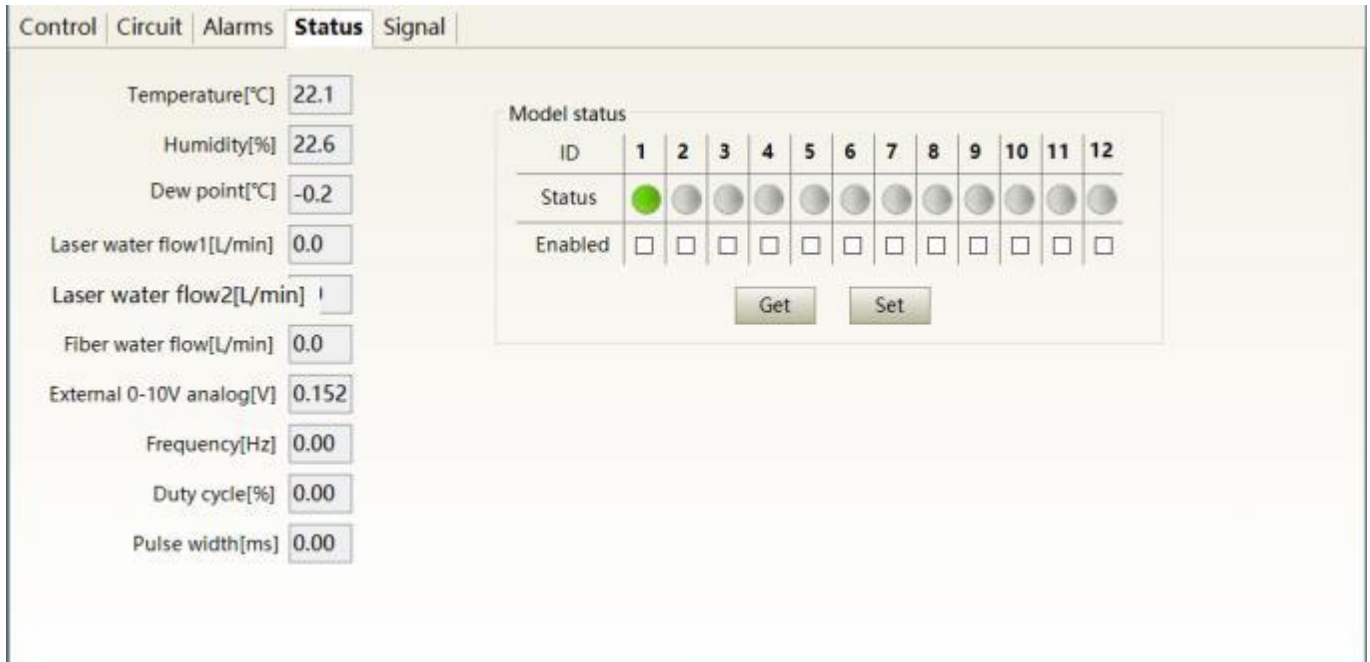 Control Circuit Alarms Status Signal
Temperature[℃] 22.1
Humidity[%] 22.6
Dew point[℃] -0.2
Laser water flow1[L/min] 0.0
Laser water flow2[L/min]
Fiber water flow[L/min] 0.0
External 0-10V analog[V] 0.152
Frequency[Hz] 0.00
Duty cycle[%] 0.00
Pulse width[ms] 0.00
Model status
ID 1 2 3 4 5 6 7 8 9 10 11 12
Status
Enabled
Get Set